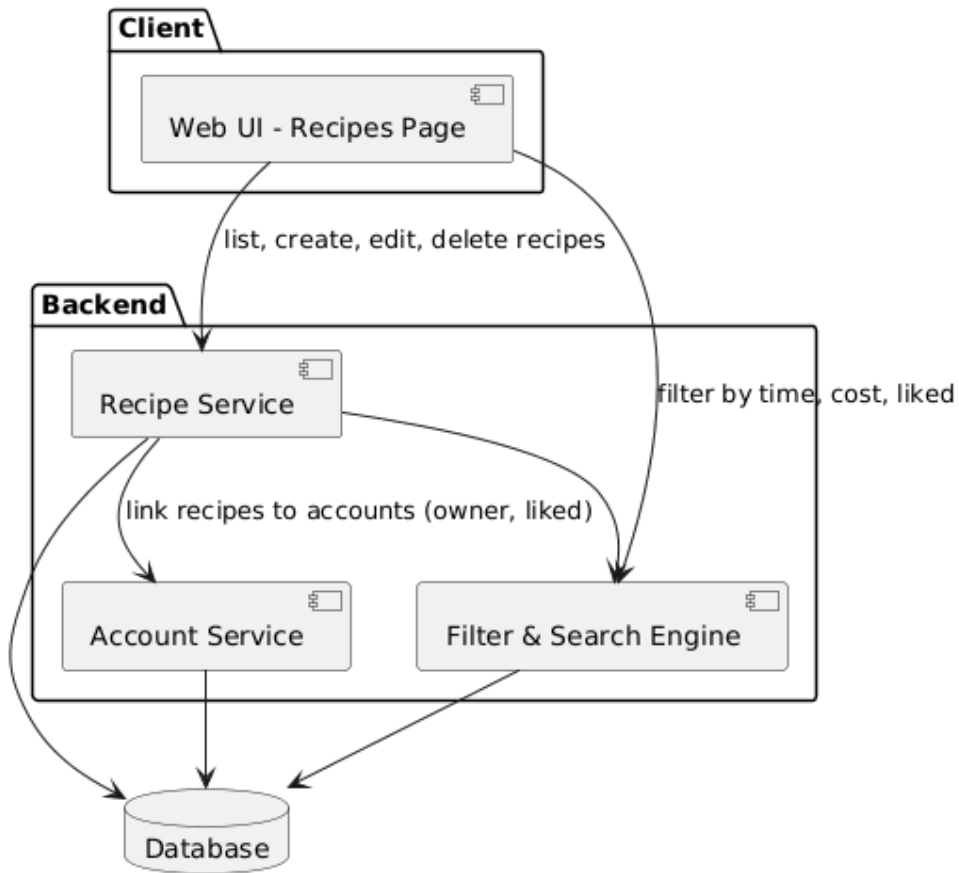 Client
Web UI - Recipes Page
list, create, edit, delete recipes
Backend
Recipe Service
filter by time, cost, liked
link recipes to accounts (owner, liked)
Account Service
Filter & Search Engine
Database